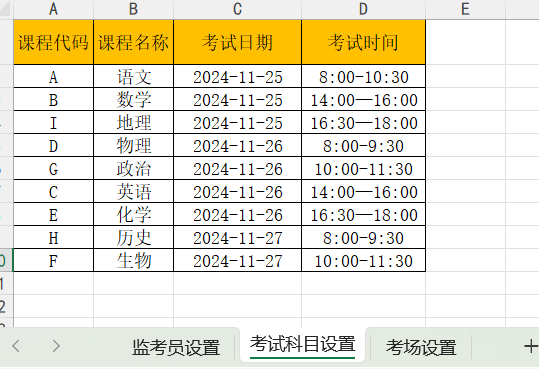 A B C D E
课程代码 课程名称 考试日期 考试时间
A 语文 2024-11-25 8:00-10:30
B 数学 2024-11-25 14:00—16:00
I 地理 2024-11-25 16:30—18:00
D 物理 2024-11-26 8:00-9:30
G 政治 2024-11-26 10:00-11:30
C 英语 2024-11-26 14:00—16:00
E 化学 2024-11-26 16:30—18:00
H 历史 2024-11-27 8:00-9:30
F 生物 2024-11-27 10:00-11:30
监考员设置 考试科目设置 考场设置